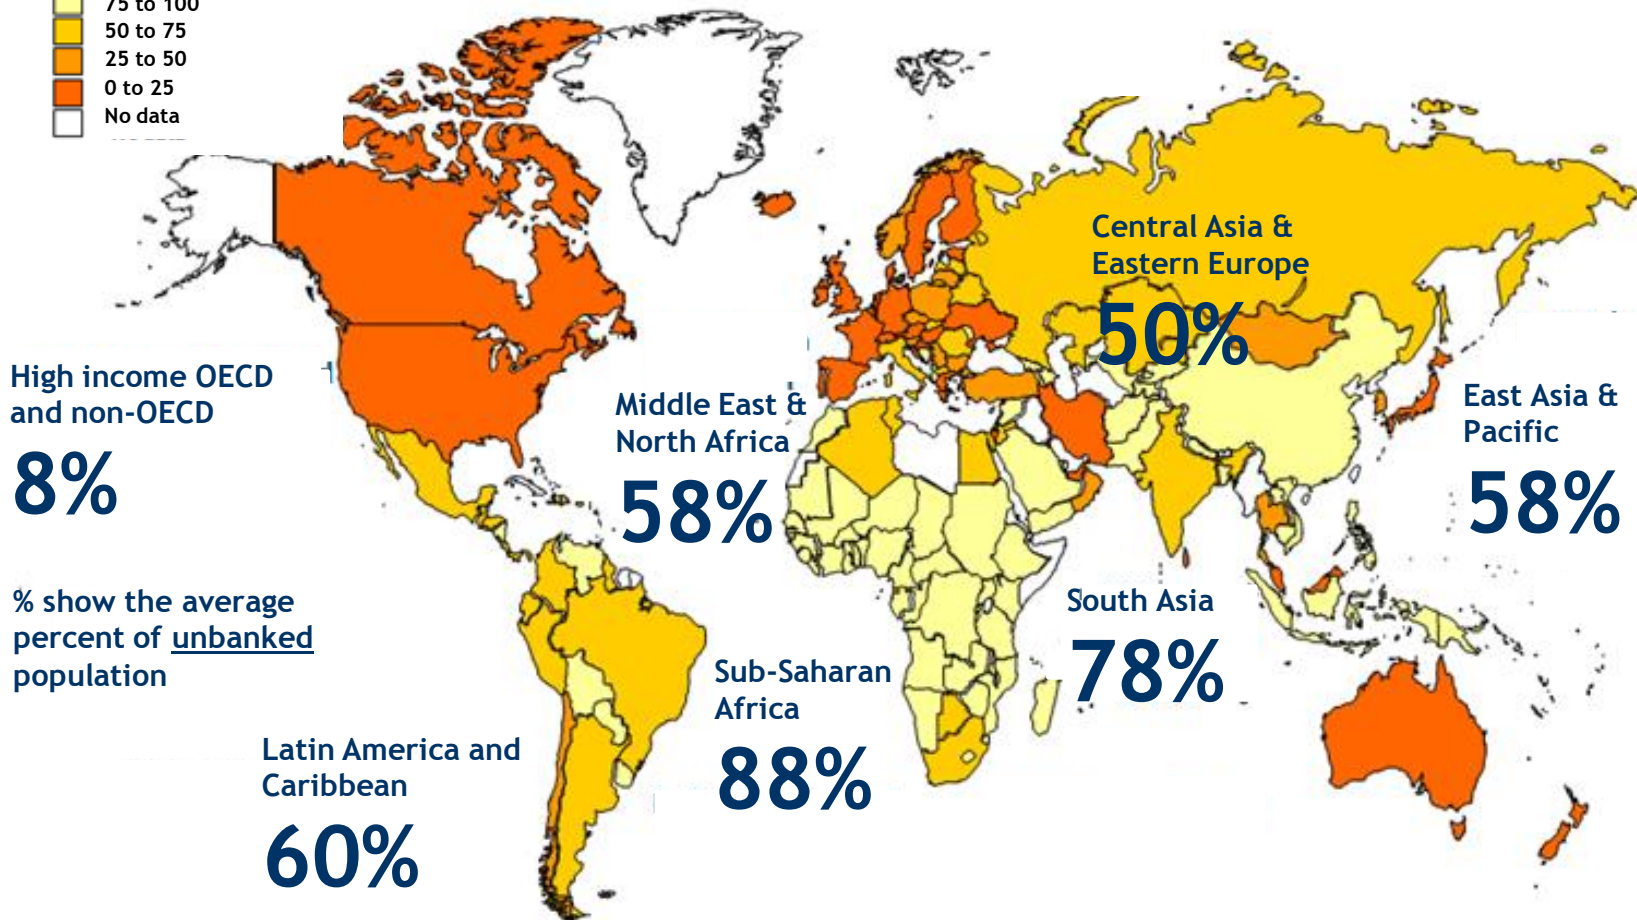 75 to 100
50 to 75
25 to 50
0 to 25
No data
Central Asia &
Eastern Europe
50%
High income OECD
and non-OECD
8%
Middle East &
North Africa
58%
East Asia &
Pacific
58%
% show the average
percent of unbanked
population
South Asia
78%
Sub-Saharan
Africa
88%
Latin America and
Caribbean
60%